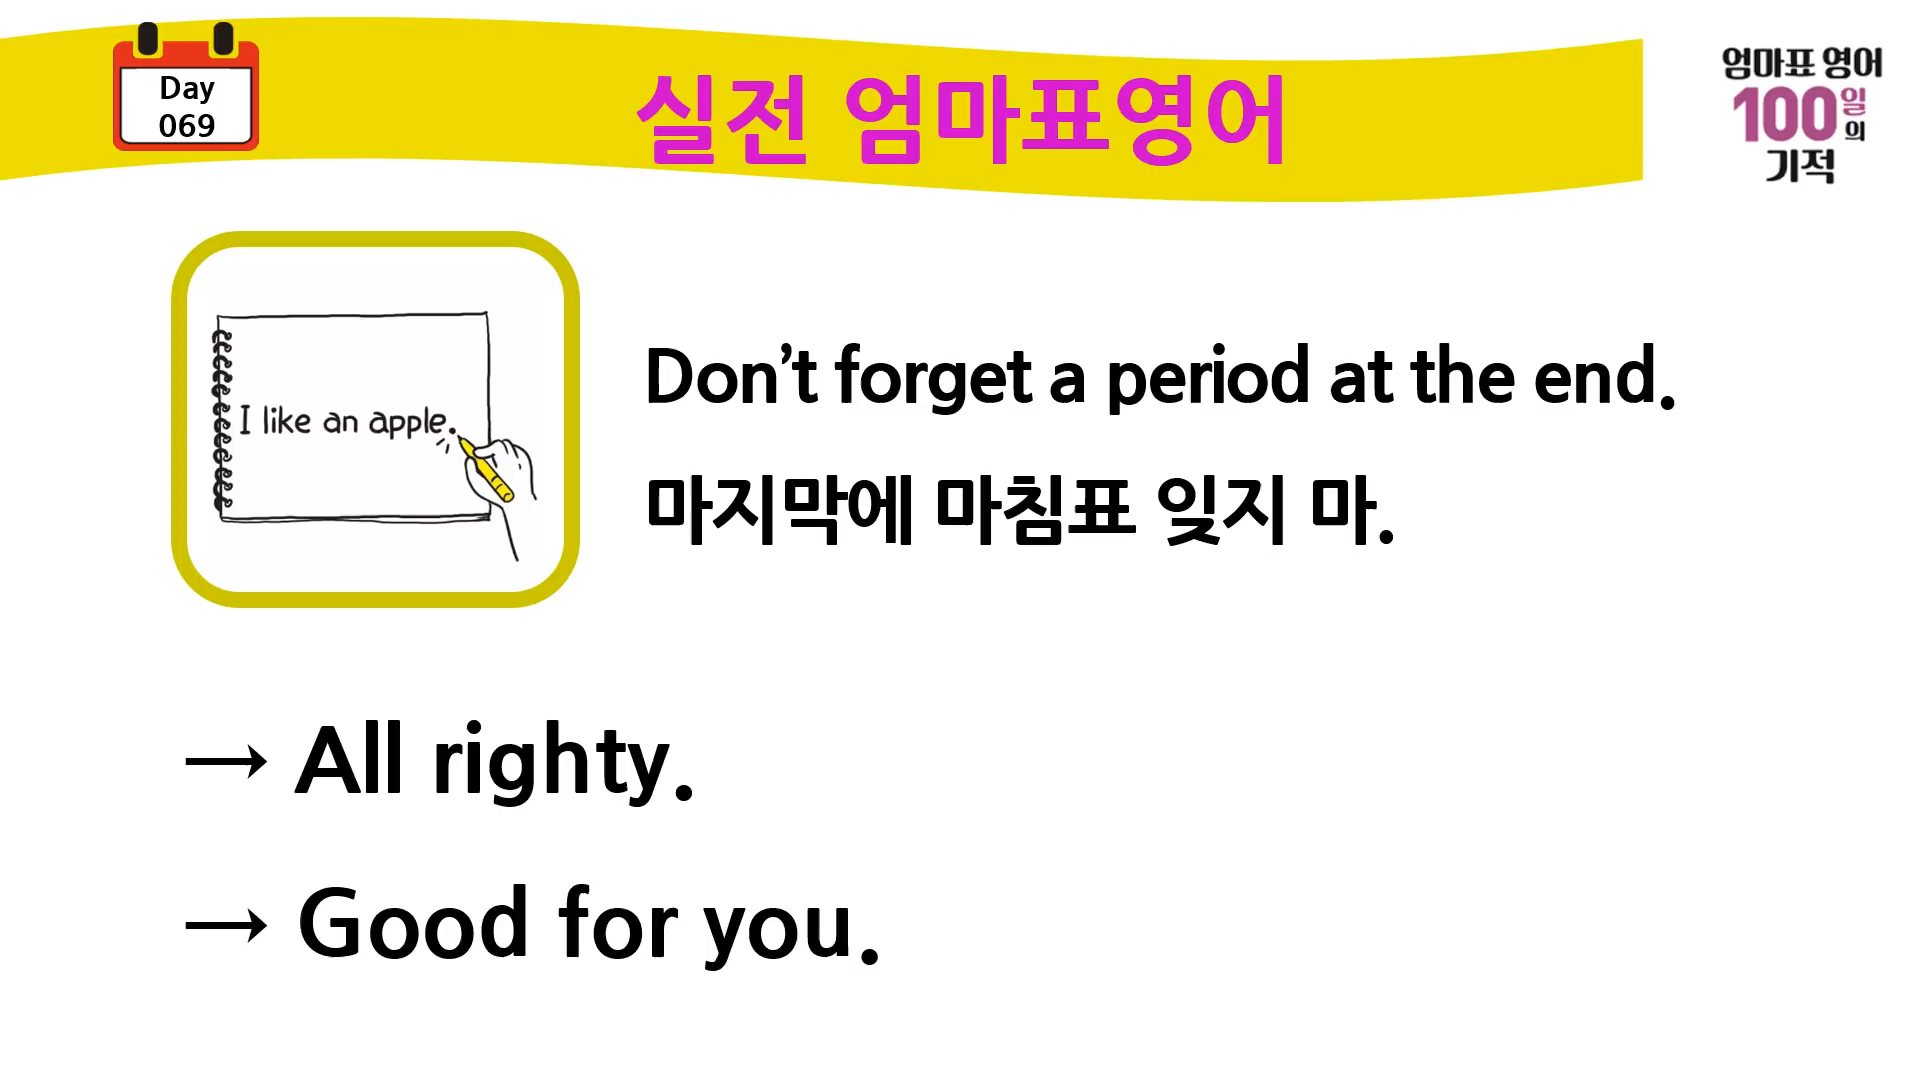 Day
069
실전 엄마표영어
엄마표 영어
100일의
기적
I like an apple.
Don’t forget a period at the end.
마지막에 마침표 잊지 마.
→ All righty.
→ Good for you.